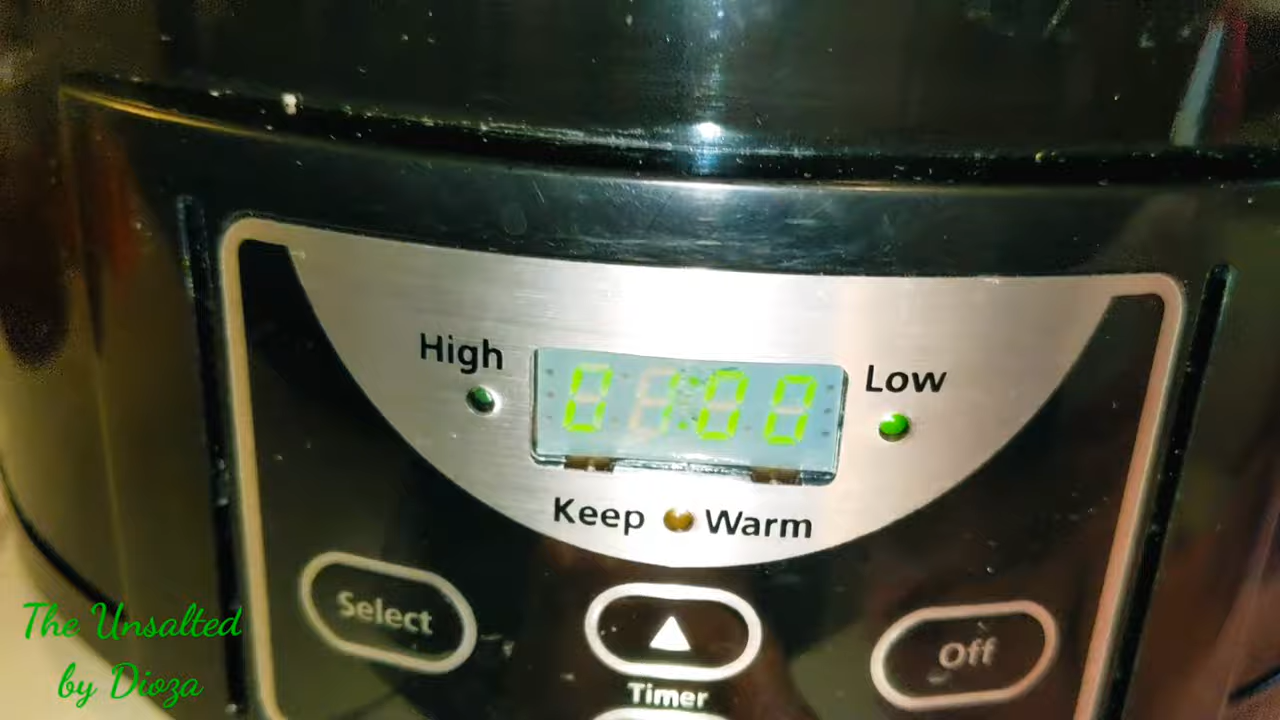 High
Low
01:00
Keep Warm
Select
Off
Timer
The Unsalted
by Dioza